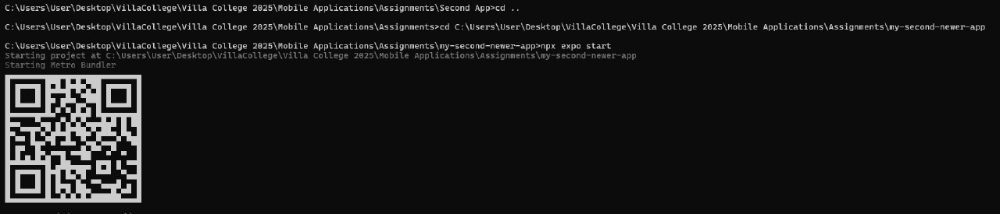 C:\Users\User\Desktop\VillaCollege\Villa College 2025\Mobile Applications\Assignments\Second App>cd ..
C:\Users\User\Desktop\VillaCollege\Villa College 2025\Mobile Applications\Assignments>cd C:\Users\User\Desktop\VillaCollege\Villa College 2025\Mobile Applications\Assignments\my-second-newer-app
C:\Users\User\Desktop\VillaCollege\Villa College 2025\Mobile Applications\Assignments\my-second-newer-app>npx expo start
Starting project at C:\Users\User\Desktop\VillaCollege\Villa College 2025\Mobile Applications\Assignments\my-second-newer-app
Starting Metro Bundler